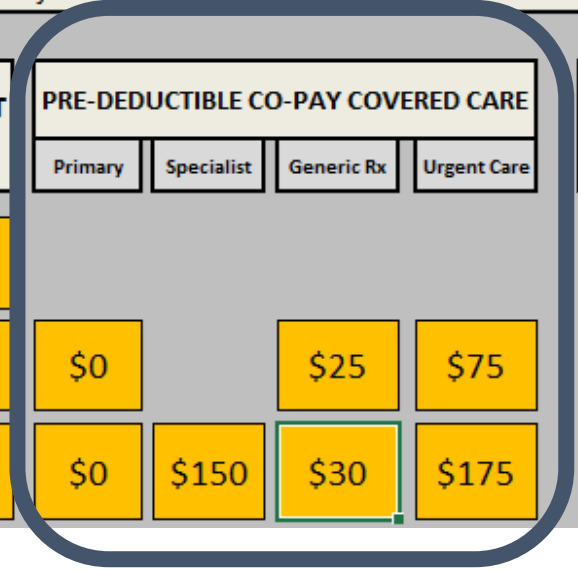 PRE-DEDUCTIBLE CO-PAY COVERED CARE
Primary Specialist Generic Rx Urgent Care
$0 $25 $75
$0 $150 $30 $175